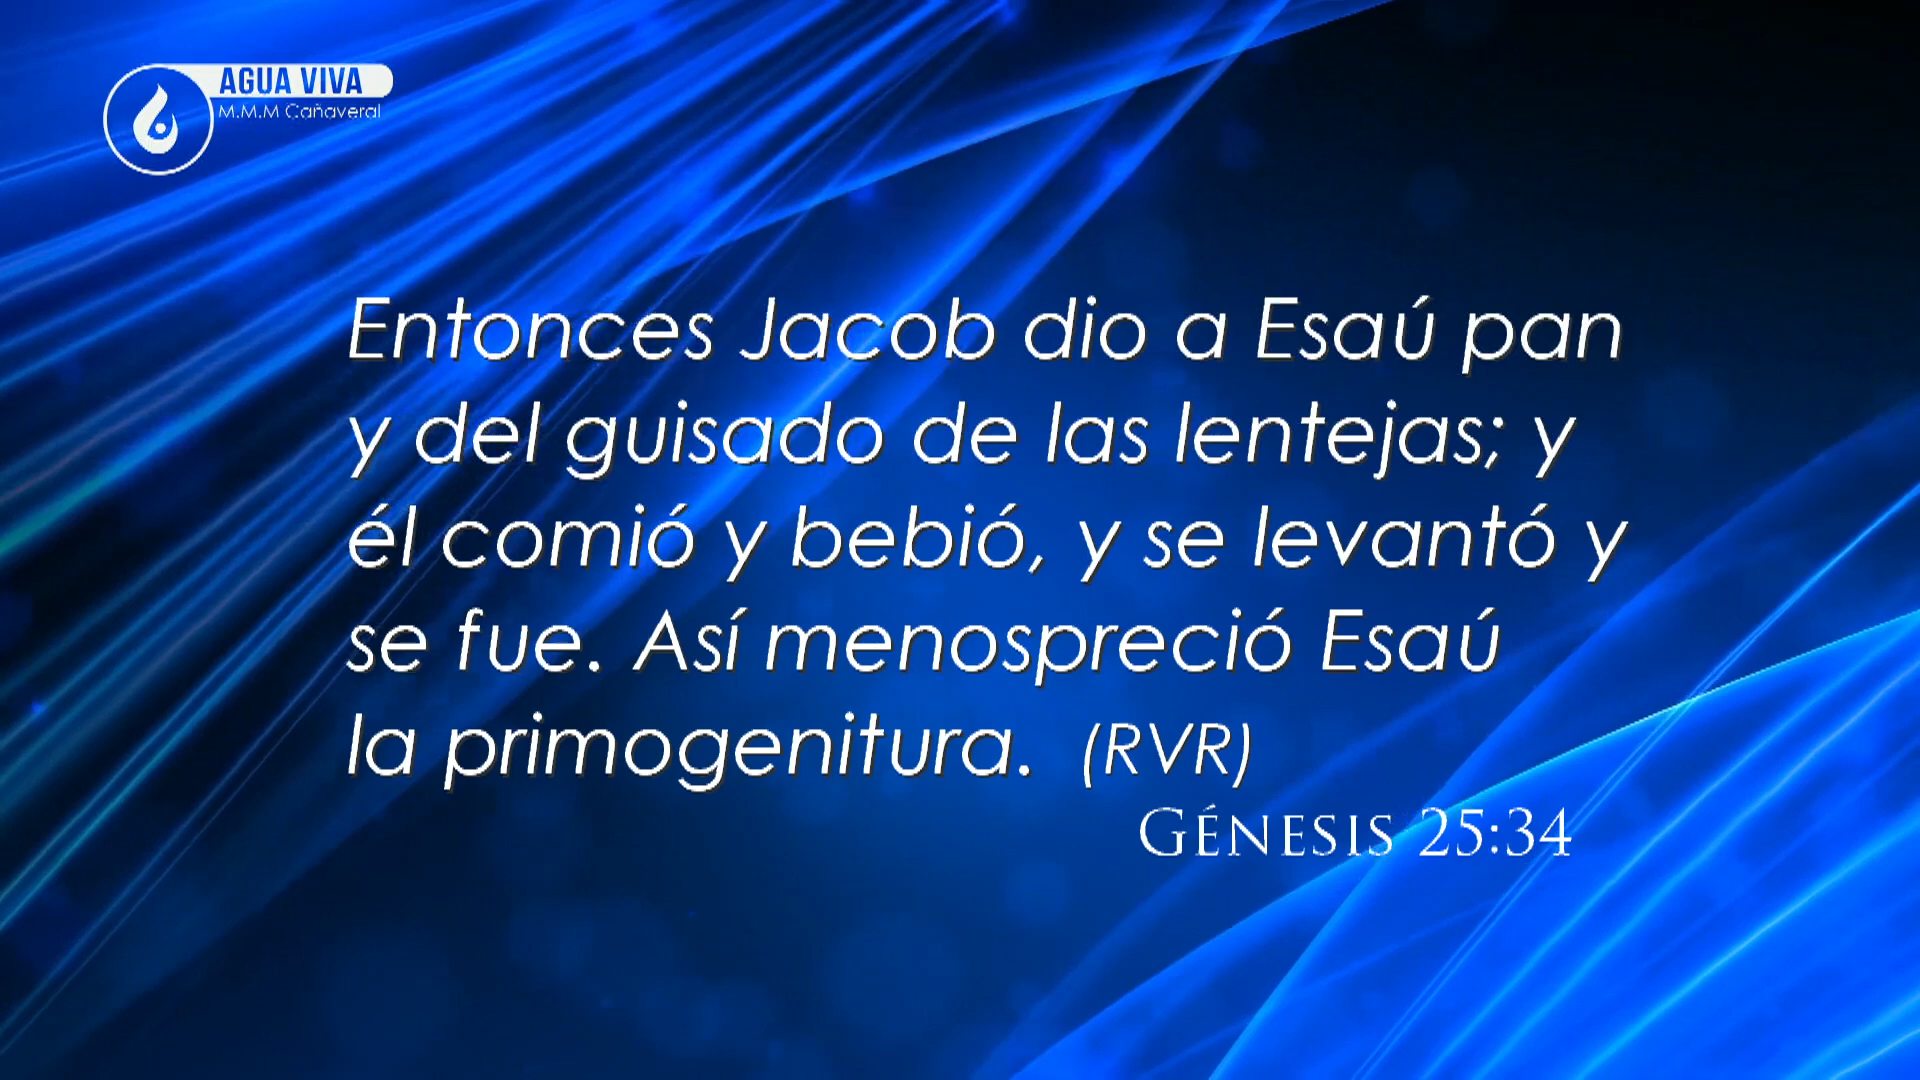 AGUA VIVA
M.M.M Cañaveral
Entonces Jacob dio a Esaú pan
y del guisado de las lentejas; y
él comió y bebió, y se levantó y
se fue. Así menospreció Esaú
la primogenitura. (RVR)
Génesis 25:34